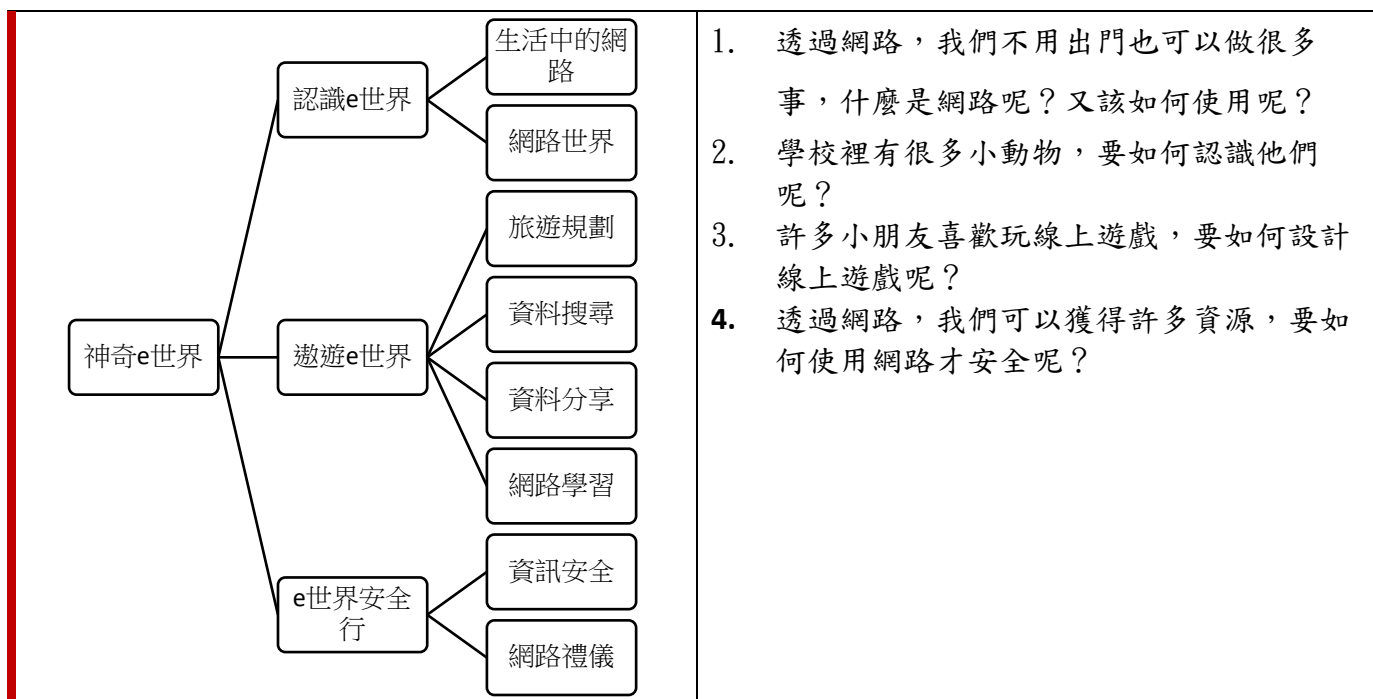 生活中的網
路
認識e世界
網路世界
旅遊規劃
資料搜尋
神奇e世界
遨遊e世界
資料分享
網路學習
資訊安全
e世界安全
行
網路禮儀
1. 透過網路，我們不用出門也可以做很多
事，什麼是網路呢？又該如何使用呢？
2. 學校裡有很多小動物，要如何認識他們
呢？
3. 許多小朋友喜歡玩線上遊戲，要如何設計
線上遊戲呢？
4. 透過網路，我們可以獲得許多資源，要如
何使用網路才安全呢？